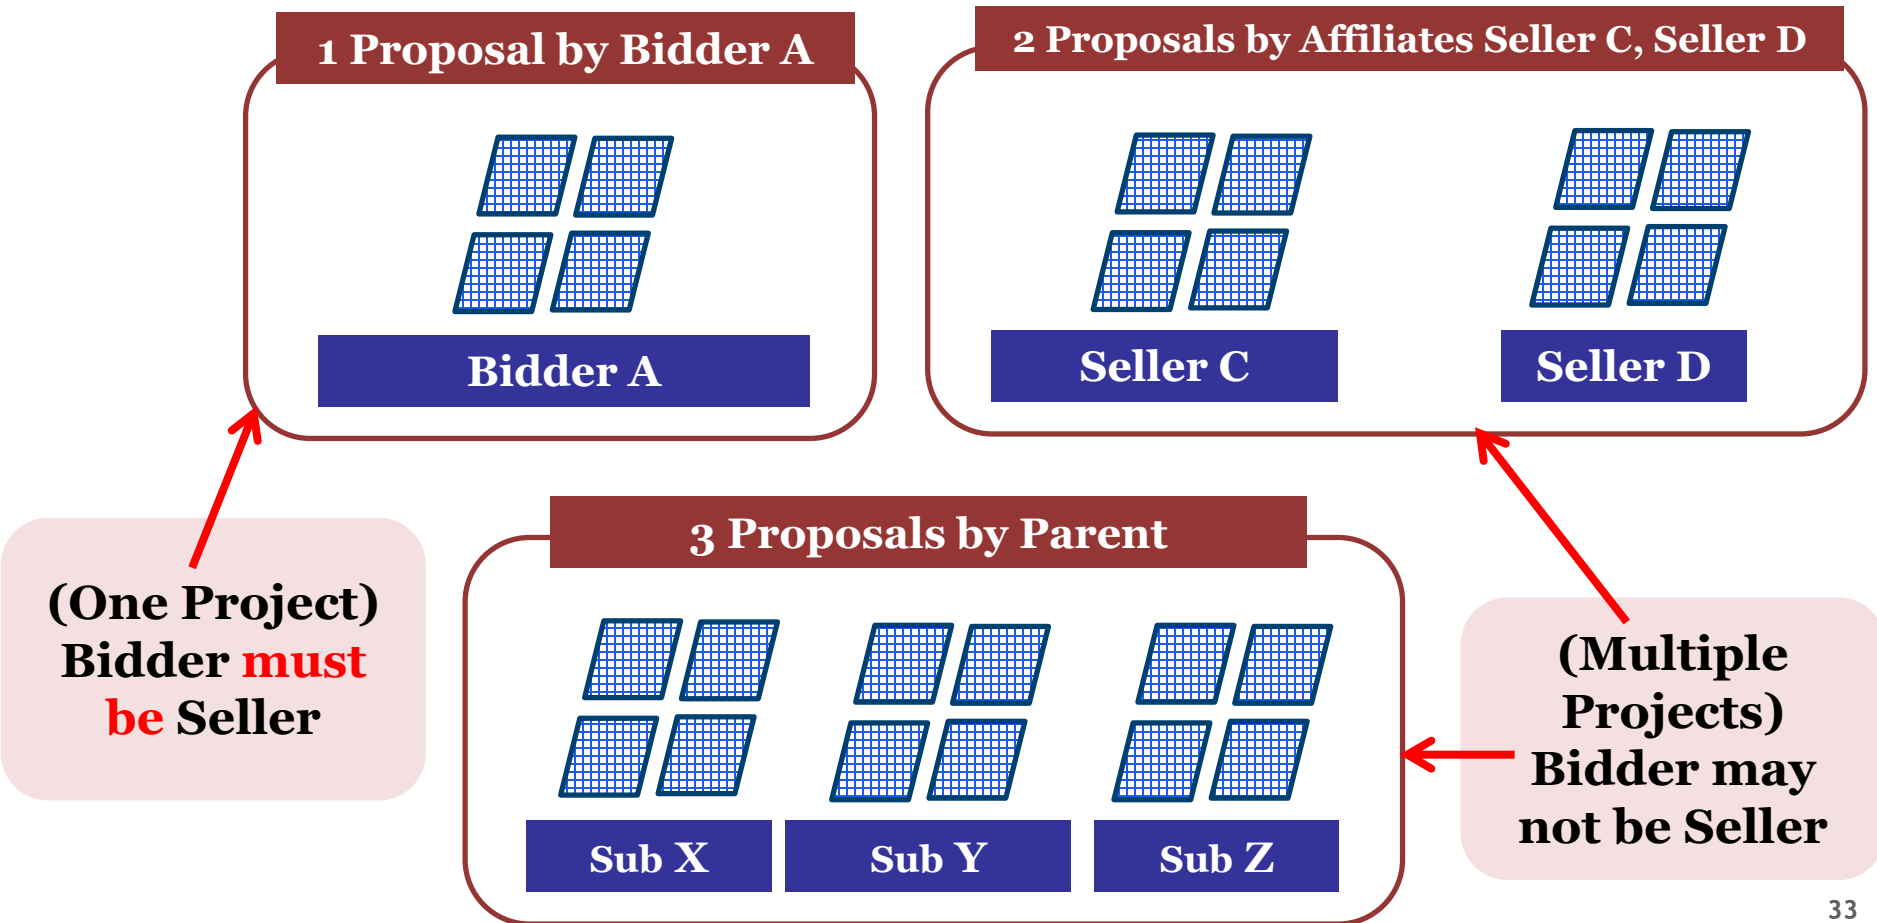 1 Proposal by Bidder A
2 Proposals by Affiliates Seller C, Seller D
Bidder A
Seller C
Seller D
3 Proposals by Parent
(One Project)
Bidder must
be Seller
(Multiple
Projects)
Bidder may
not be Seller
Sub X
Sub Y
Sub Z
33